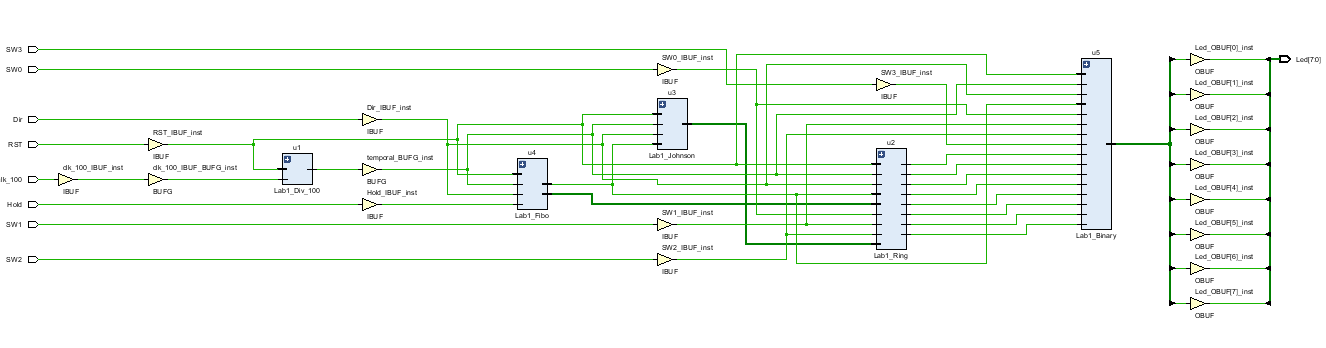 SW3
SW0
SW0_IBUF_inst
IBUF
Dir
Dir_IBUF_inst
IBUF
RST
RST_IBUF_inst
IBUF
lk_100
clk_100_IBUF_inst
IBUF
clk_100_IBUF_BUFG_inst
BUFG
u1
Lab1_Div_100
temporal_BUFG_inst
BUFG
Hold
Hold_IBUF_inst
IBUF
SW1
SW1_IBUF_inst
IBUF
SW2
SW2_IBUF_inst
IBUF
u4
Lab1_Fibo
u3
Lab1_Johnson
SW3_IBUF_inst
IBUF
u2
Lab1_Ring
u5
Lab1_Binary
Led_OBUF[0]_inst
OBUF
Led_OBUF[1]_inst
OBUF
Led_OBUF[2]_inst
OBUF
Led_OBUF[3]_inst
OBUF
Led_OBUF[4]_inst
OBUF
Led_OBUF[5]_inst
OBUF
Led_OBUF[6]_inst
OBUF
Led_OBUF[7]_inst
OBUF
Led[7:0]